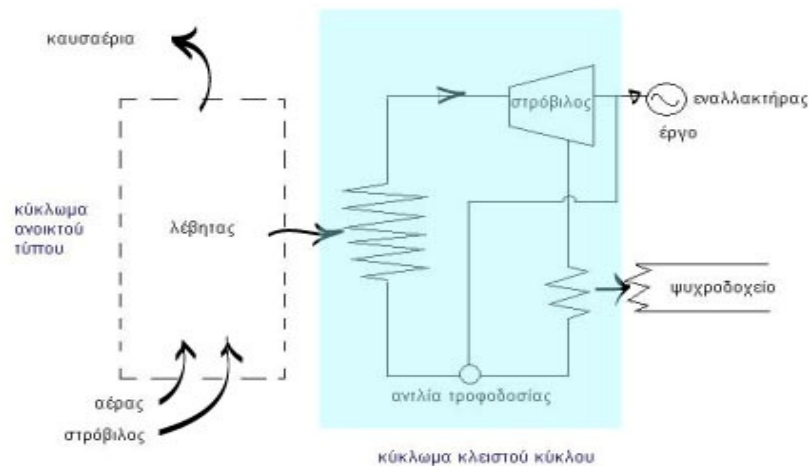 καυσαέρια
στρόβιλος
εναλλακτήρας
έργο
κύκλωμα
ανοικτού
τύπου
λέβητας
ψυχροδοχείο
αντλία τροφοδοσίας
αέρας
στρόβιλος
κύκλωμα κλειστού κύκλου